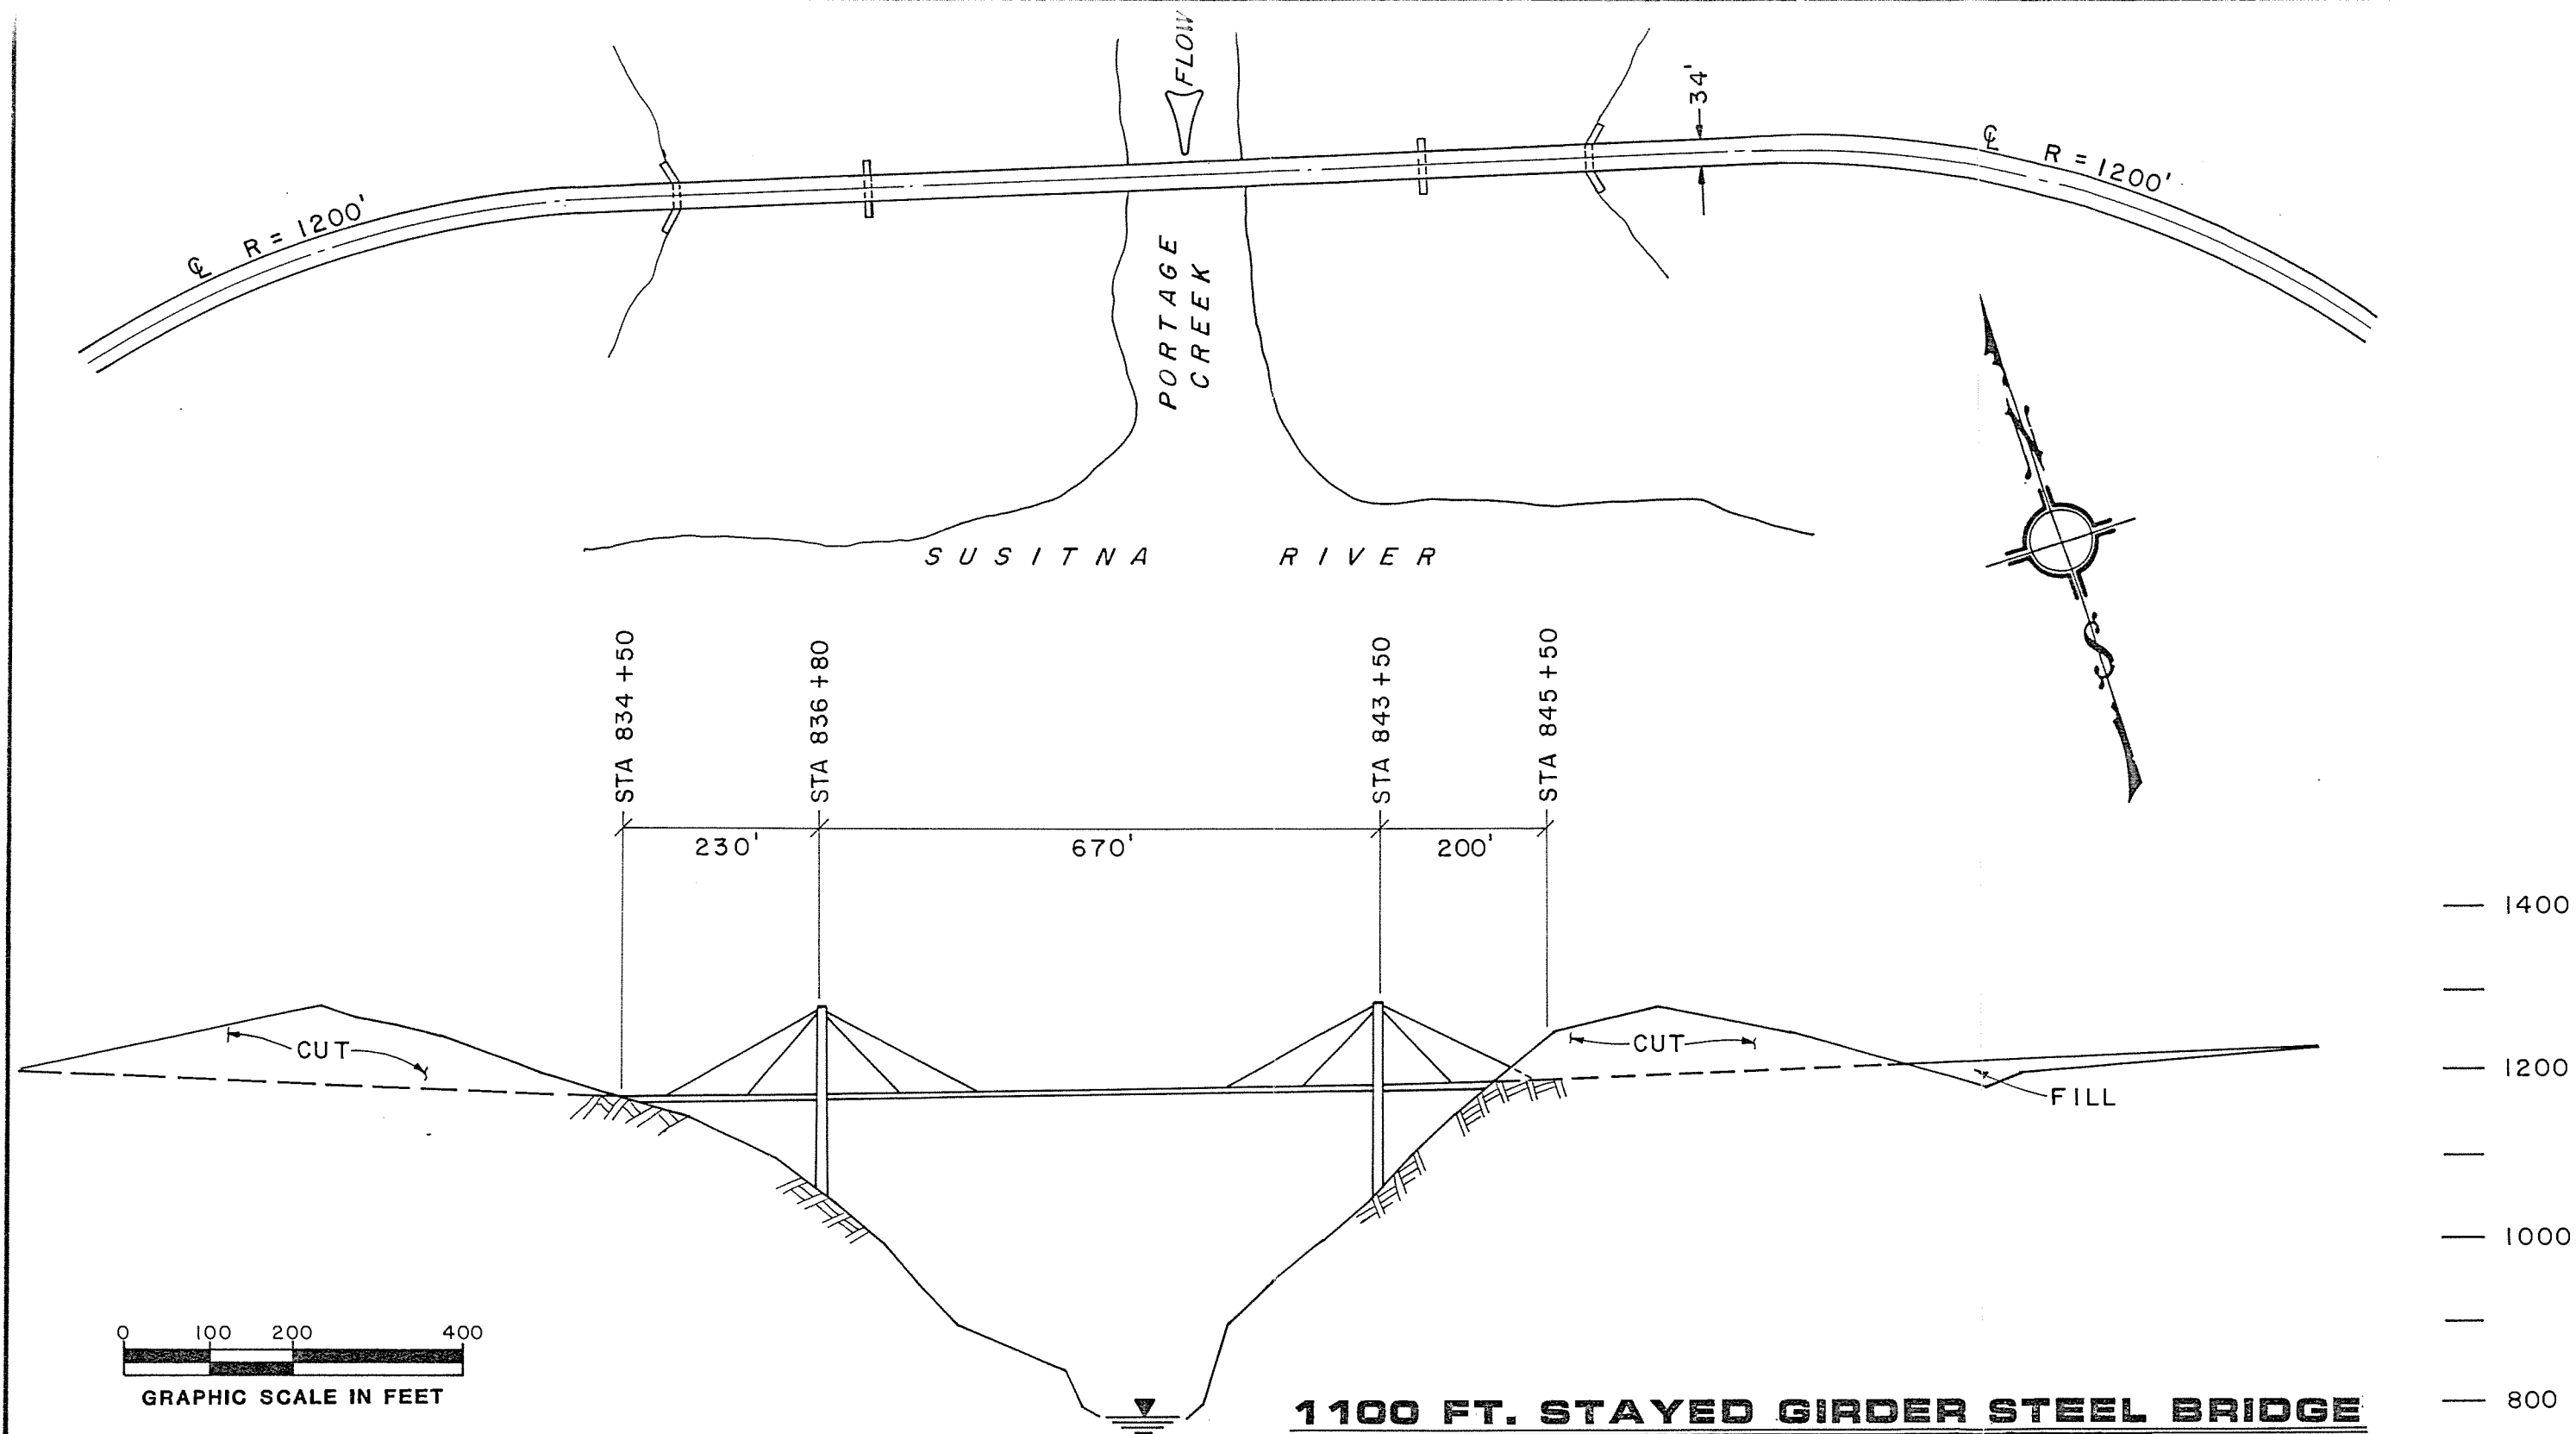 FLOW
34'
℄ R = 1200'
℄ R = 1200'
PORTAGE
CREEK
N
SUSITNA RIVER
S
STA 834+50
STA 836+80
STA 843+50
STA 845+50
230'
670'
200'
1400
CUT
CUT
1200
FILL
1000
0 100 200 400
GRAPHIC SCALE IN FEET
800
1100 FT. STAYED GIRDER STEEL BRIDGE